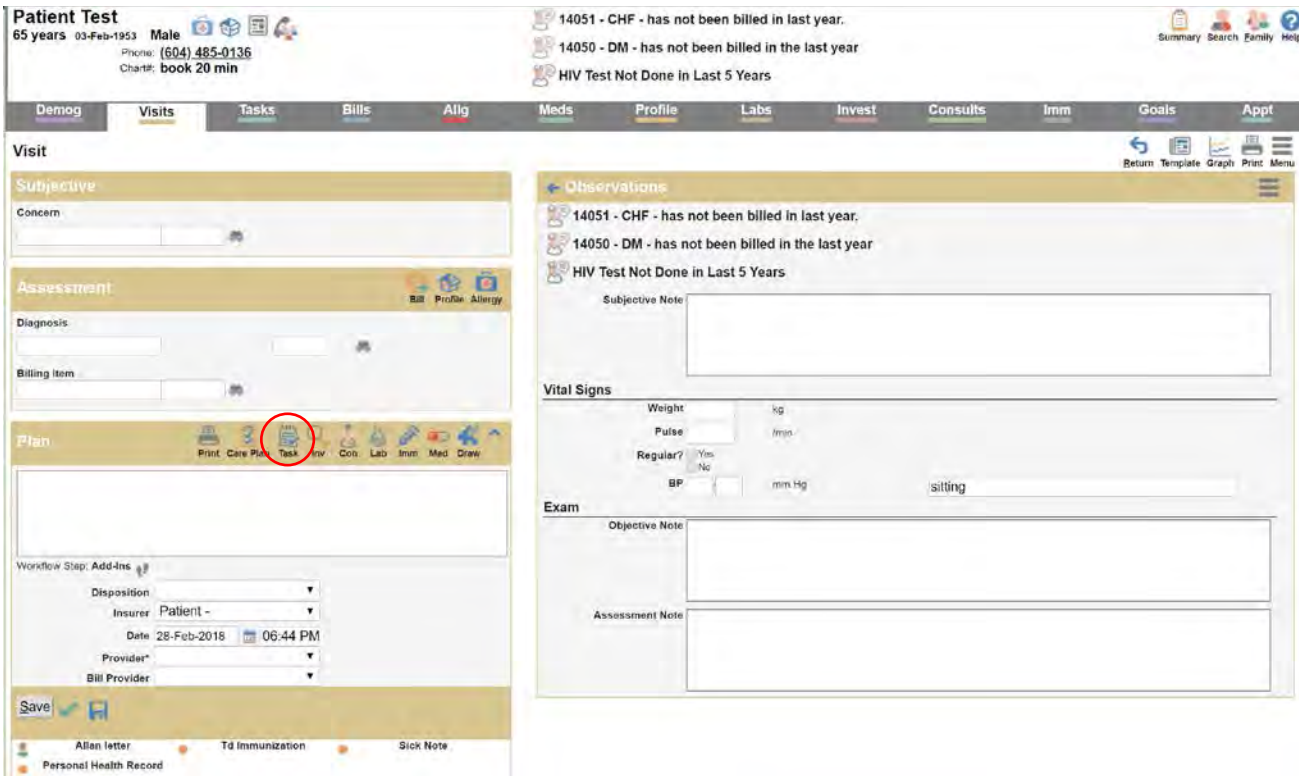 Patient Test
65 years 03-Feb-1953 Male
Phone: (604) 485-0136
Chart#: book 20 min
14051 - CHF - has not been billed in last year.
14050 - DM - has not been billed in the last year
HIV Test Not Done in Last 5 Years
Summary Search Family Help
Demog Visits Tasks Bills Allg Meds Profile Labs Invest Consults Imm Goals Appt
Visit
Return Template Graph Print Menu
Subjective
Concern
Assessment
Bill Profile Allergy
Diagnosis
Billing Item
Plan
Print Care Plan Task Inv Con Lab Imm Med Draw
Workflow Step: Add-Ins
Disposition
Insurer Patient -
Date 28-Feb-2018 06:44 PM
Provider*
Bill Provider
Save
Allan letter Td Immunization Sick Note
Personal Health Record
Observations
14051 - CHF - has not been billed in last year.
14050 - DM - has not been billed in the last year
HIV Test Not Done in Last 5 Years
Subjective Note
Vital Signs
Weight kg
Pulse /min
Regular? Yes
No
BP / mm Hg sitting
Exam
Objective Note
Assessment Note